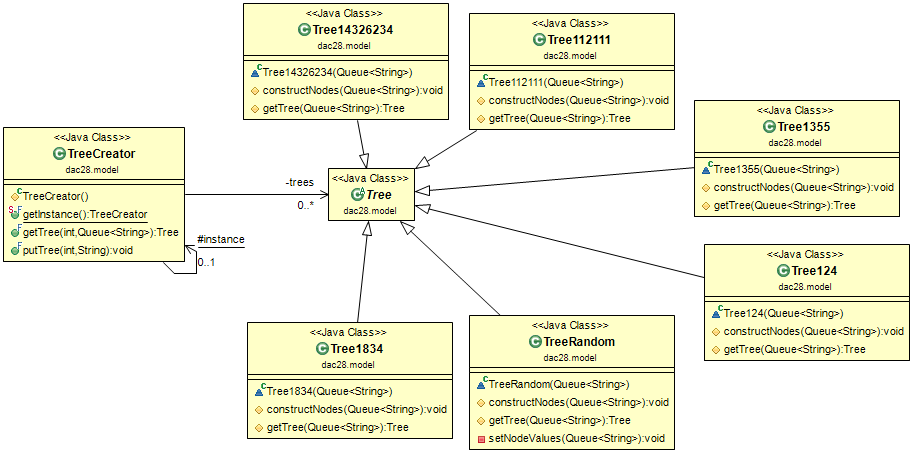 <<Java Class>>
Tree14326234
dac28.model
Tree14326234(Queue<String>)
constructNodes(Queue<String>):void
getTree(Queue<String>):Tree
<<Java Class>>
Tree112111
dac28.model
Tree112111(Queue<String>)
constructNodes(Queue<String>):void
getTree(Queue<String>):Tree
<<Java Class>>
Tree1355
dac28.model
Tree1355(Queue<String>)
constructNodes(Queue<String>):void
getTree(Queue<String>):Tree
<<Java Class>>
TreeCreator
dac28.model
TreeCreator()
getInstance():TreeCreator
getTree(int,Queue<String>):Tree
putTree(int,String):void
-trees
0..*
#instance
0..1
<<Java Class>>
Tree
dac28.model
<<Java Class>>
Tree124
dac28.model
Tree124(Queue<String>)
constructNodes(Queue<String>):void
getTree(Queue<String>):Tree
<<Java Class>>
Tree1834
dac28.model
Tree1834(Queue<String>)
constructNodes(Queue<String>):void
getTree(Queue<String>):Tree
<<Java Class>>
TreeRandom
dac28.model
TreeRandom(Queue<String>)
constructNodes(Queue<String>):void
getTree(Queue<String>):Tree
setNodeValues(Queue<String>):void